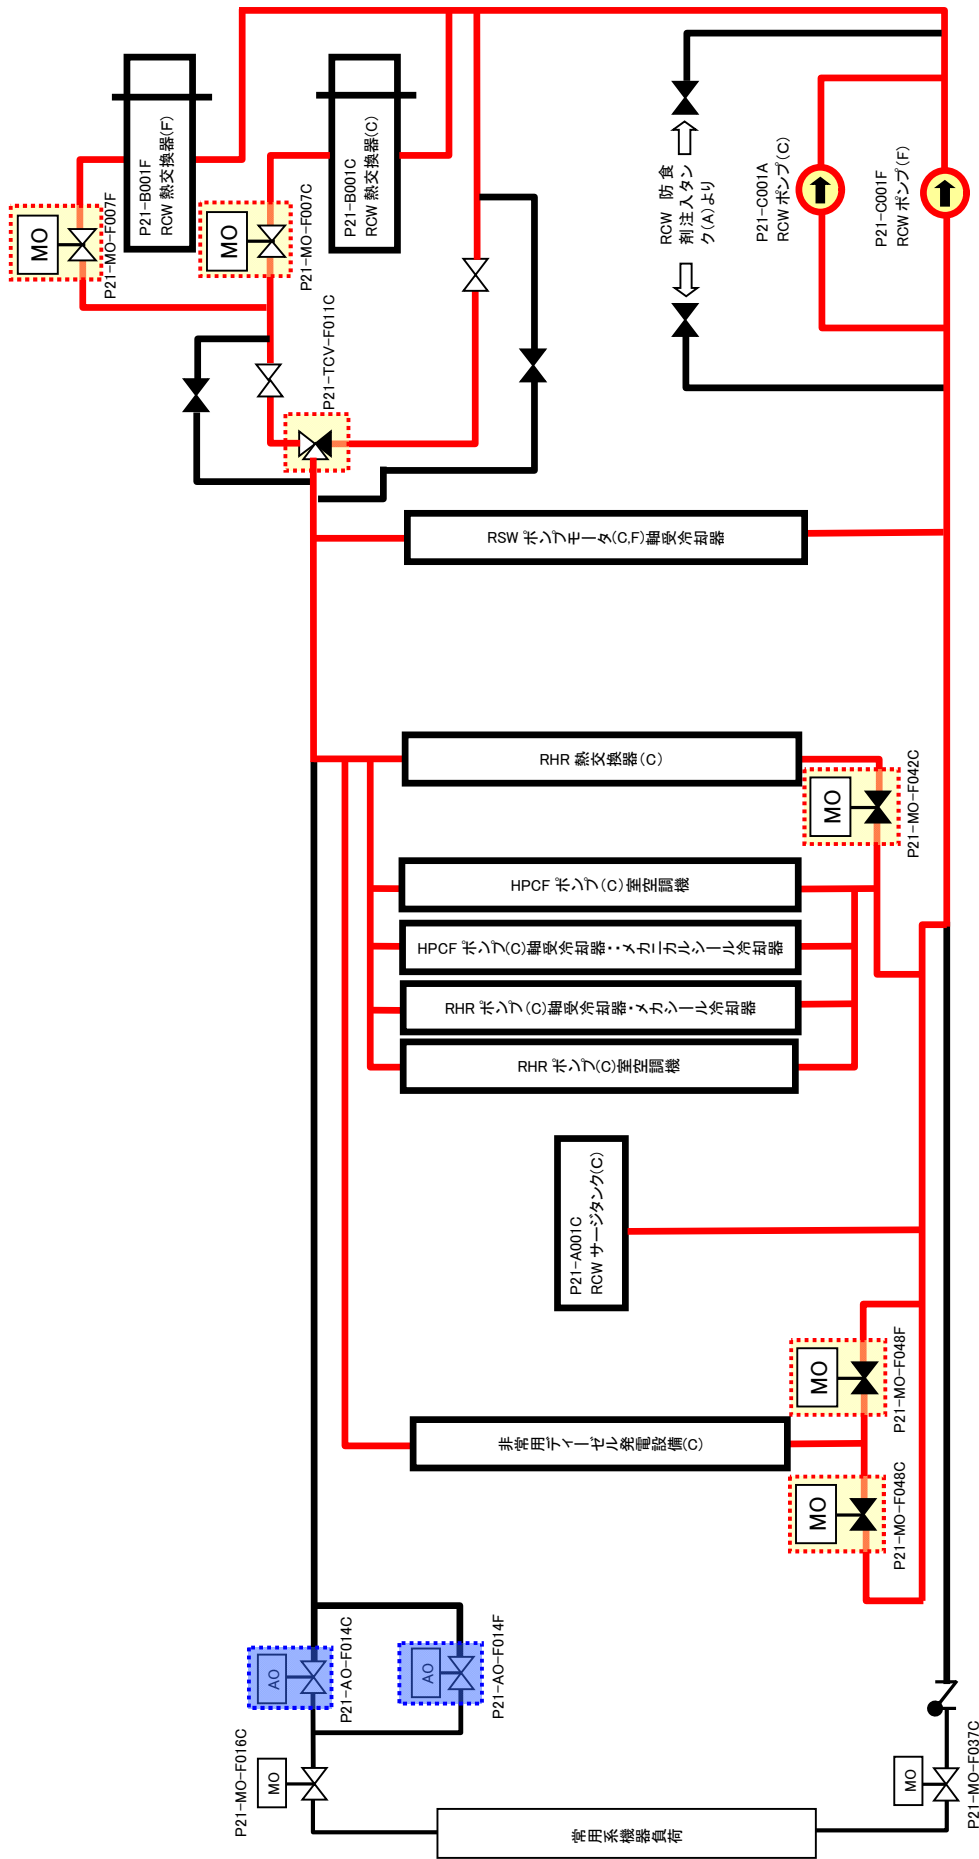 MO
P21-MO-F007F
P21-B001F
RCW 熱交換器(F)
MO
P21-MO-F007C
P21-B001C
RCW 熱交換器(C)
P21-TCV-F011C
RCW 防食
剤注入タン
ク(A)より
P21-C001A
RCW ポンプ(C)
P21-C001F
RCW ポンプ(F)
RSW ポンプモータ(C,F)軸受冷却器
RHR 熱交換器(C)
MO
P21-MO-F042C
HPCF ポンプ(C)室空調機
HPCF ポンプ(C)軸受冷却器・・メカニカルシール冷却器
RHR ポンプ(C)軸受冷却器・メカシール冷却器
RHR ポンプ(C)室空調機
P21-A001C
RCW サージタンク(C)
MO
P21-MO-F048F
非常用ディーゼル発電設備(C)
MO
P21-MO-F048C
AO
P21-AO-F014C
AO
P21-AO-F014F
P21-MO-F016C
MO
MO
P21-MO-F037C
常用系機器負荷